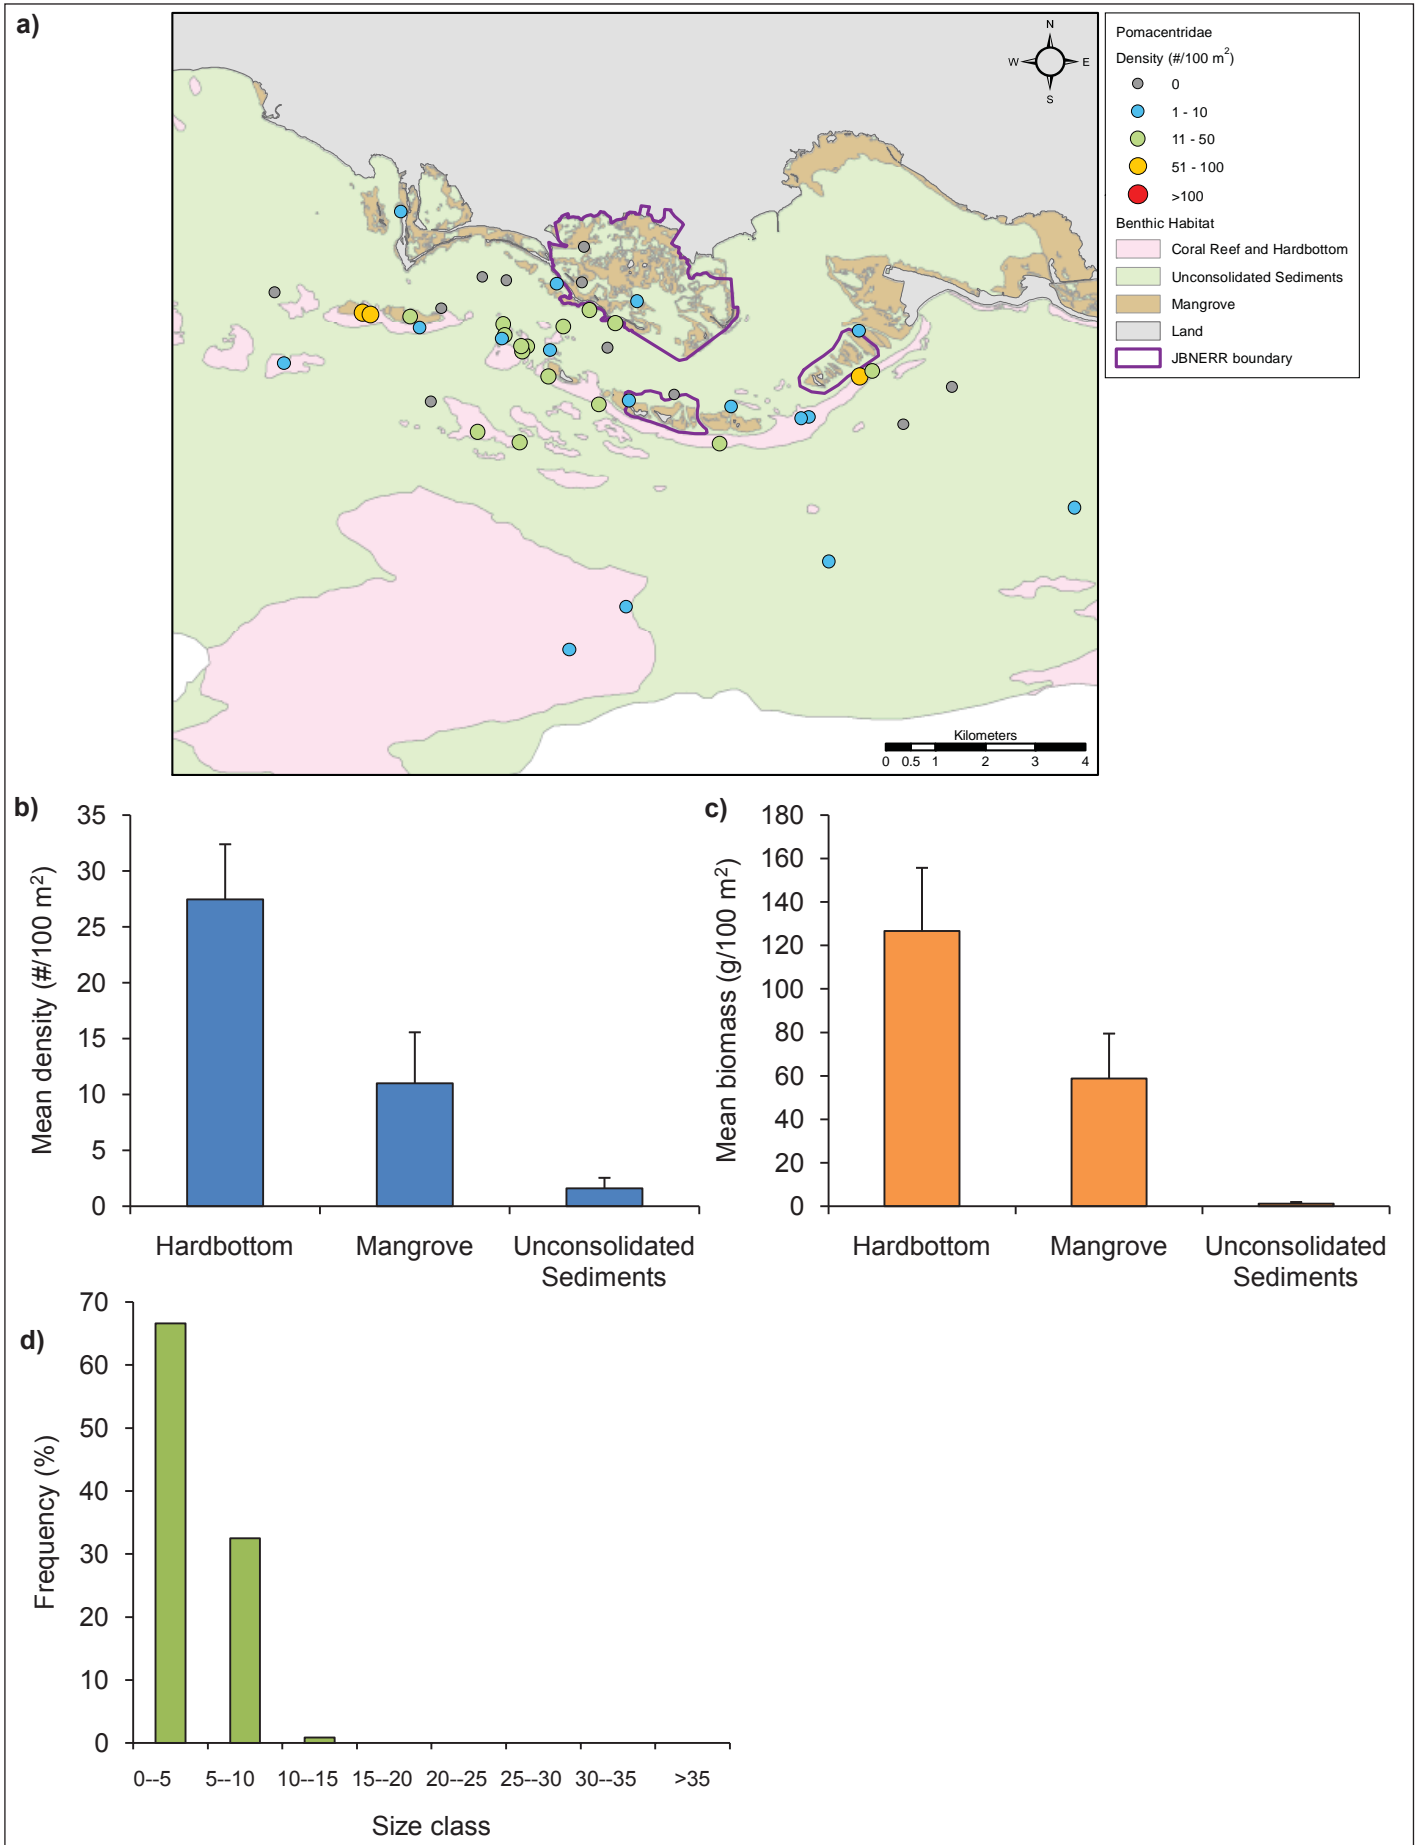 a)
N
W E
S
Pomacentridae
Density (#/100 m²)
0
1 - 10
11 - 50
51 - 100
>100
Benthic Habitat
Coral Reef and Hardbottom
Unconsolidated Sediments
Mangrove
Land
JBNERR boundary
Kilometers
0 0.5 1 2 3 4
b)
35
30
25
20
15
10
5
0
Mean density (#/100 m²)
Hardbottom Mangrove Unconsolidated
Sediments
c)
180
160
140
120
100
80
60
40
20
0
Mean biomass (g/100 m²)
Hardbottom Mangrove Unconsolidated
Sediments
d)
70
60
50
40
30
20
10
0
Frequency (%)
0--5 5--10 10--15 15--20 20--25 25--30 30--35 >35
Size class